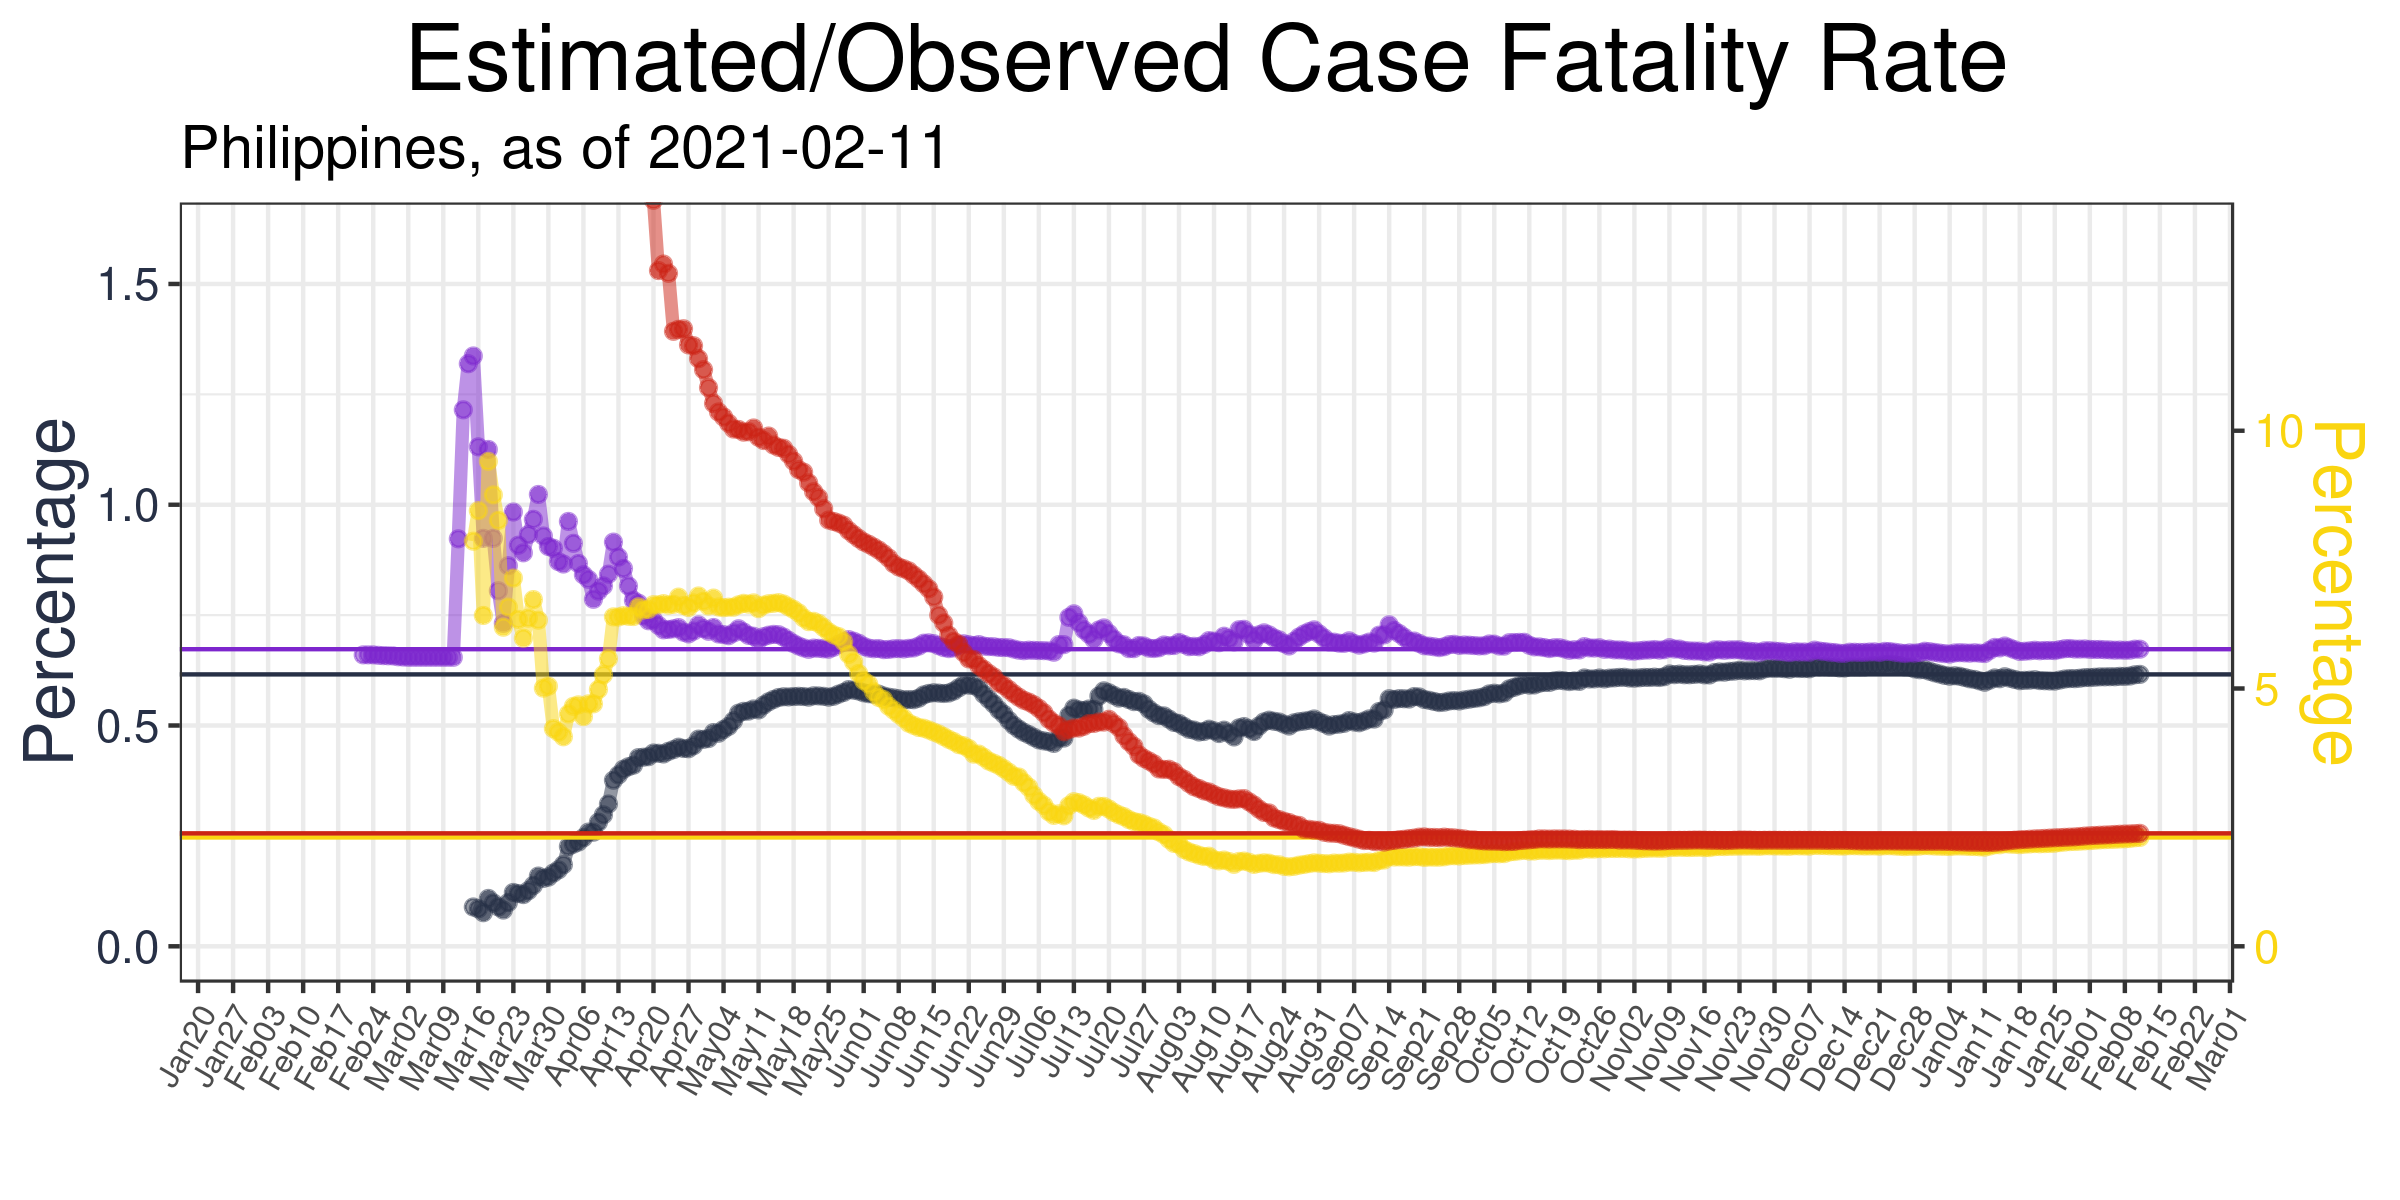 Estimated/Observed Case Fatality Rate
Philippines, as of 2021-02-11
Percentage
1.5
1.0
0.5
0.0
10
5
0
Percentage
Jan20
Jan27
Feb03
Feb10
Feb17
Feb24
Mar02
Mar09
Mar16
Mar23
Mar30
Apr06
Apr13
Apr20
Apr27
May04
May11
May18
May25
Jun01
Jun08
Jun15
Jun22
Jun29
Jul06
Jul13
Jul20
Jul27
Aug03
Aug10
Aug17
Aug24
Aug31
Sep07
Sep14
Sep21
Sep28
Oct05
Oct12
Oct19
Oct26
Nov02
Nov09
Nov16
Nov23
Nov30
Dec07
Dec14
Dec21
Dec28
Jan04
Jan11
Jan18
Jan25
Feb01
Feb08
Feb15
Feb22
Mar01